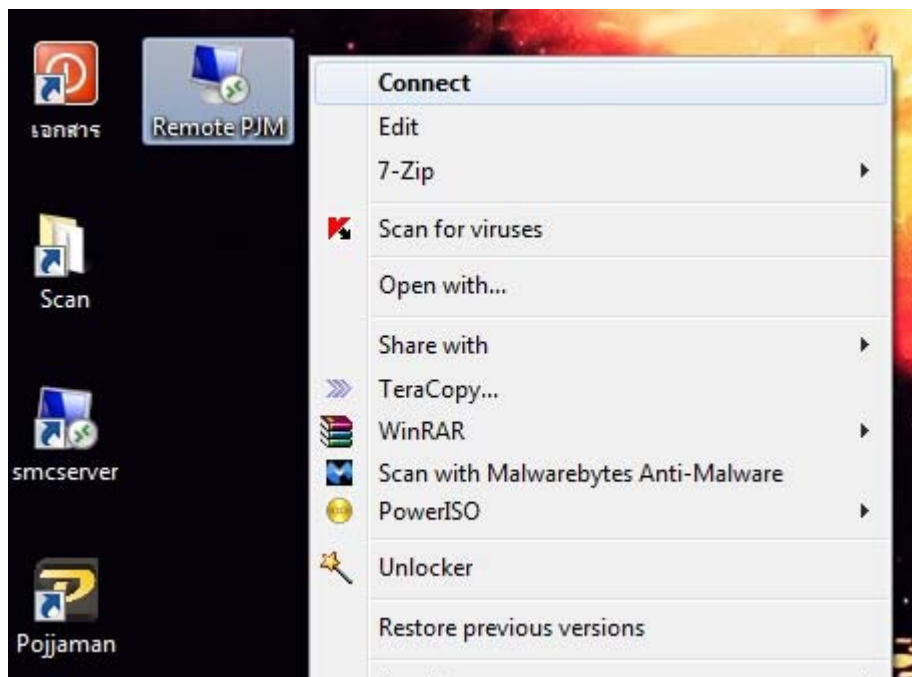 เอกสาร
Remote PJM
Scan
smcserver
Pojjaman
Connect
Edit
7-Zip
Scan for viruses
Open with...
Share with
TeraCopy...
WinRAR
Scan with Malwarebytes Anti-Malware
PowerISO
Unlocker
Restore previous versions